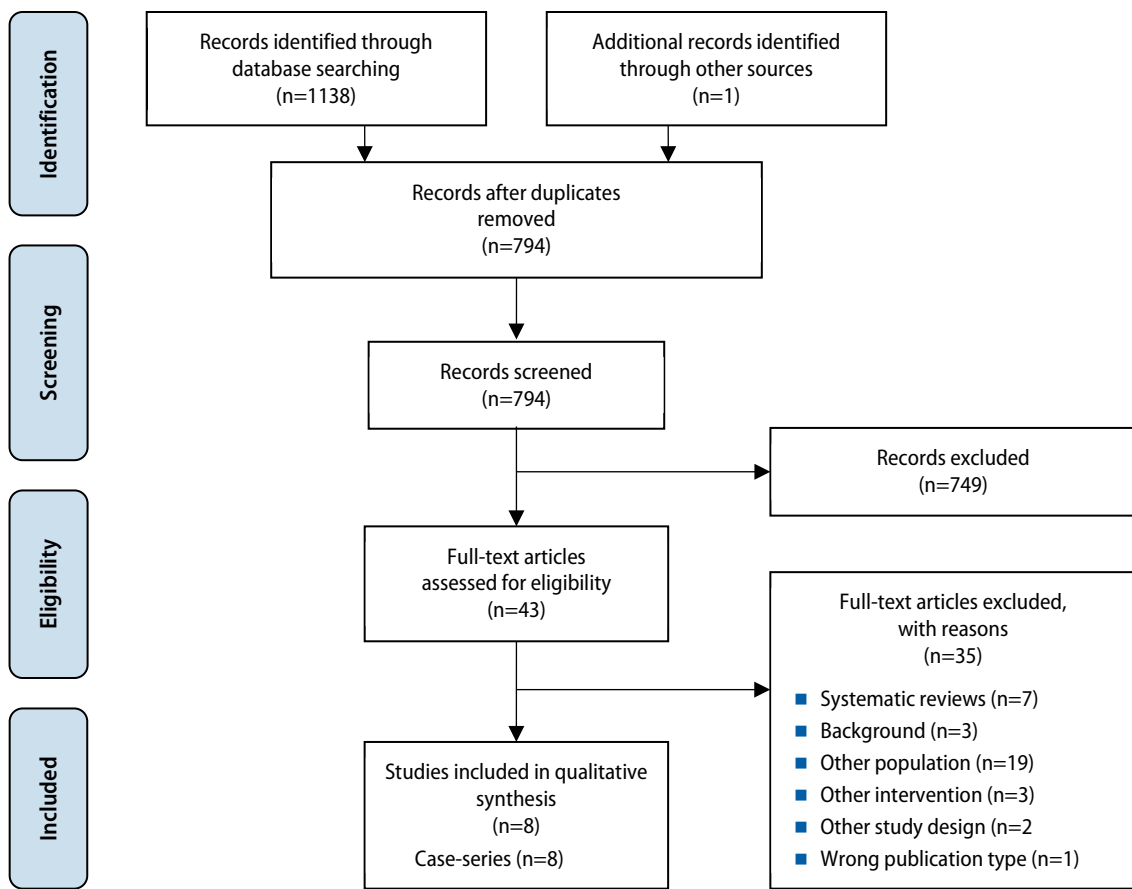 Identification
Records identified through
database searching
(n=1138)
Additional records identified
through other sources
(n=1)
Records after duplicates
removed
(n=794)
Screening
Records screened
(n=794)
Records excluded
(n=749)
Eligibility
Full-text articles
assessed for eligibility
(n=43)
Full-text articles excluded,
with reasons
(n=35)
Systematic reviews (n=7)
Background (n=3)
Other population (n=19)
Other intervention (n=3)
Other study design (n=2
Wrong publication type (n=1)
Included
Studies included in qualitative
synthesis
(n=8)
Case-series (n=8)